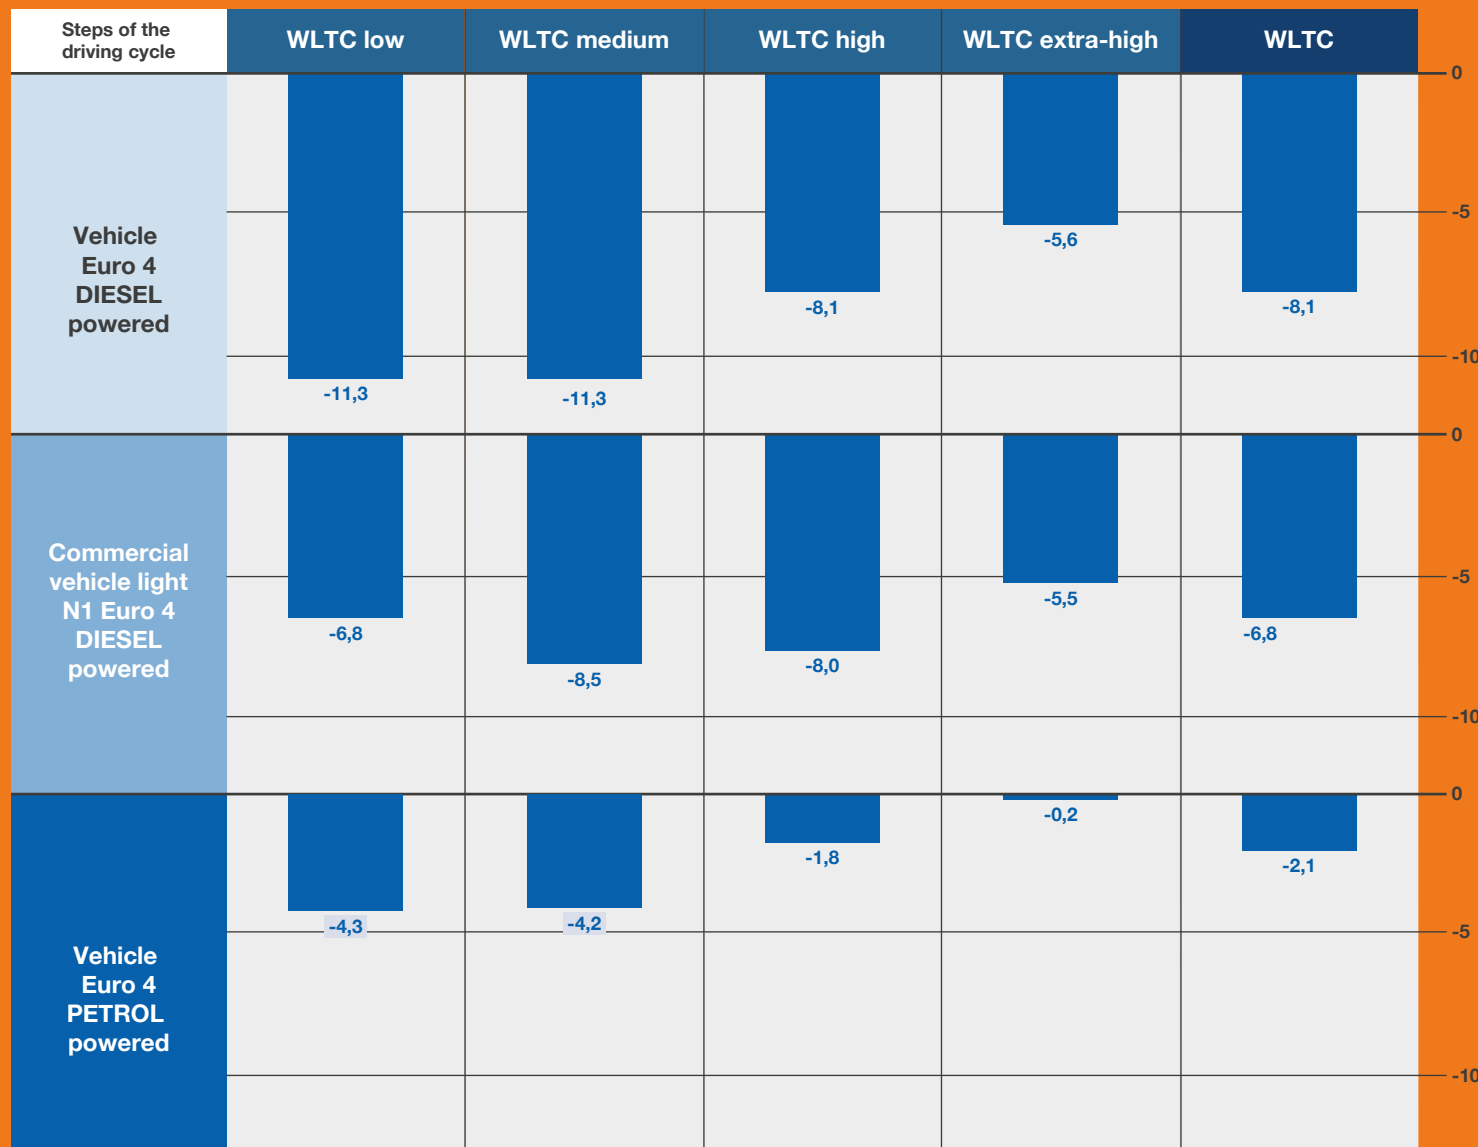 Steps of the
driving cycle
WLTC low
WLTC medium
WLTC high
WLTC extra-high
WLTC
0
Vehicle
Euro 4
DIESEL
powered
-5
-10
-11,3
-11,3
-8,1
-5,6
-8,1
0
Commercial
vehicle light
N1 Euro 4
DIESEL
powered
-5
-10
-6,8
-8,5
-8,0
-5,5
-6,8
0
Vehicle
Euro 4
PETROL
powered
-5
-10
-4,3
-4,2
-1,8
-0,2
-2,1